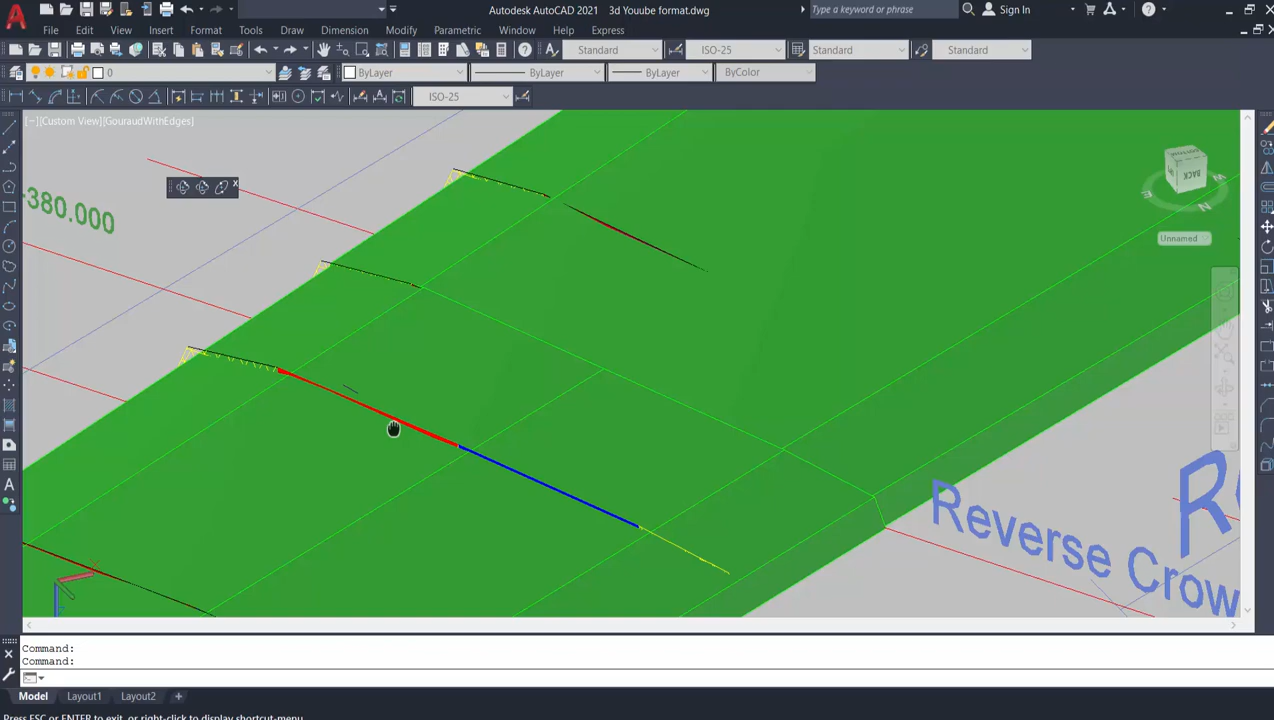 Autodesk AutoCAD 2021 3d Yoube format.dwg
Type a keyword or phrase
Sign In
File Edit View Insert Format Tools Draw Dimension Modify Parametric Window Help Express
Standard ISO-25 Standard Standard
0 ByLayer ByLayer ByLayer ByColor
ISO-25
[−][Custom View][GouraudWithEdges]
BOTTOM
BACK
Unnamed
-380.000
Reverse Crow
Command:
Command:
Model Layout1 Layout2 +
Press ESC or ENTER to exit, or right-click to display shortcut-menu.